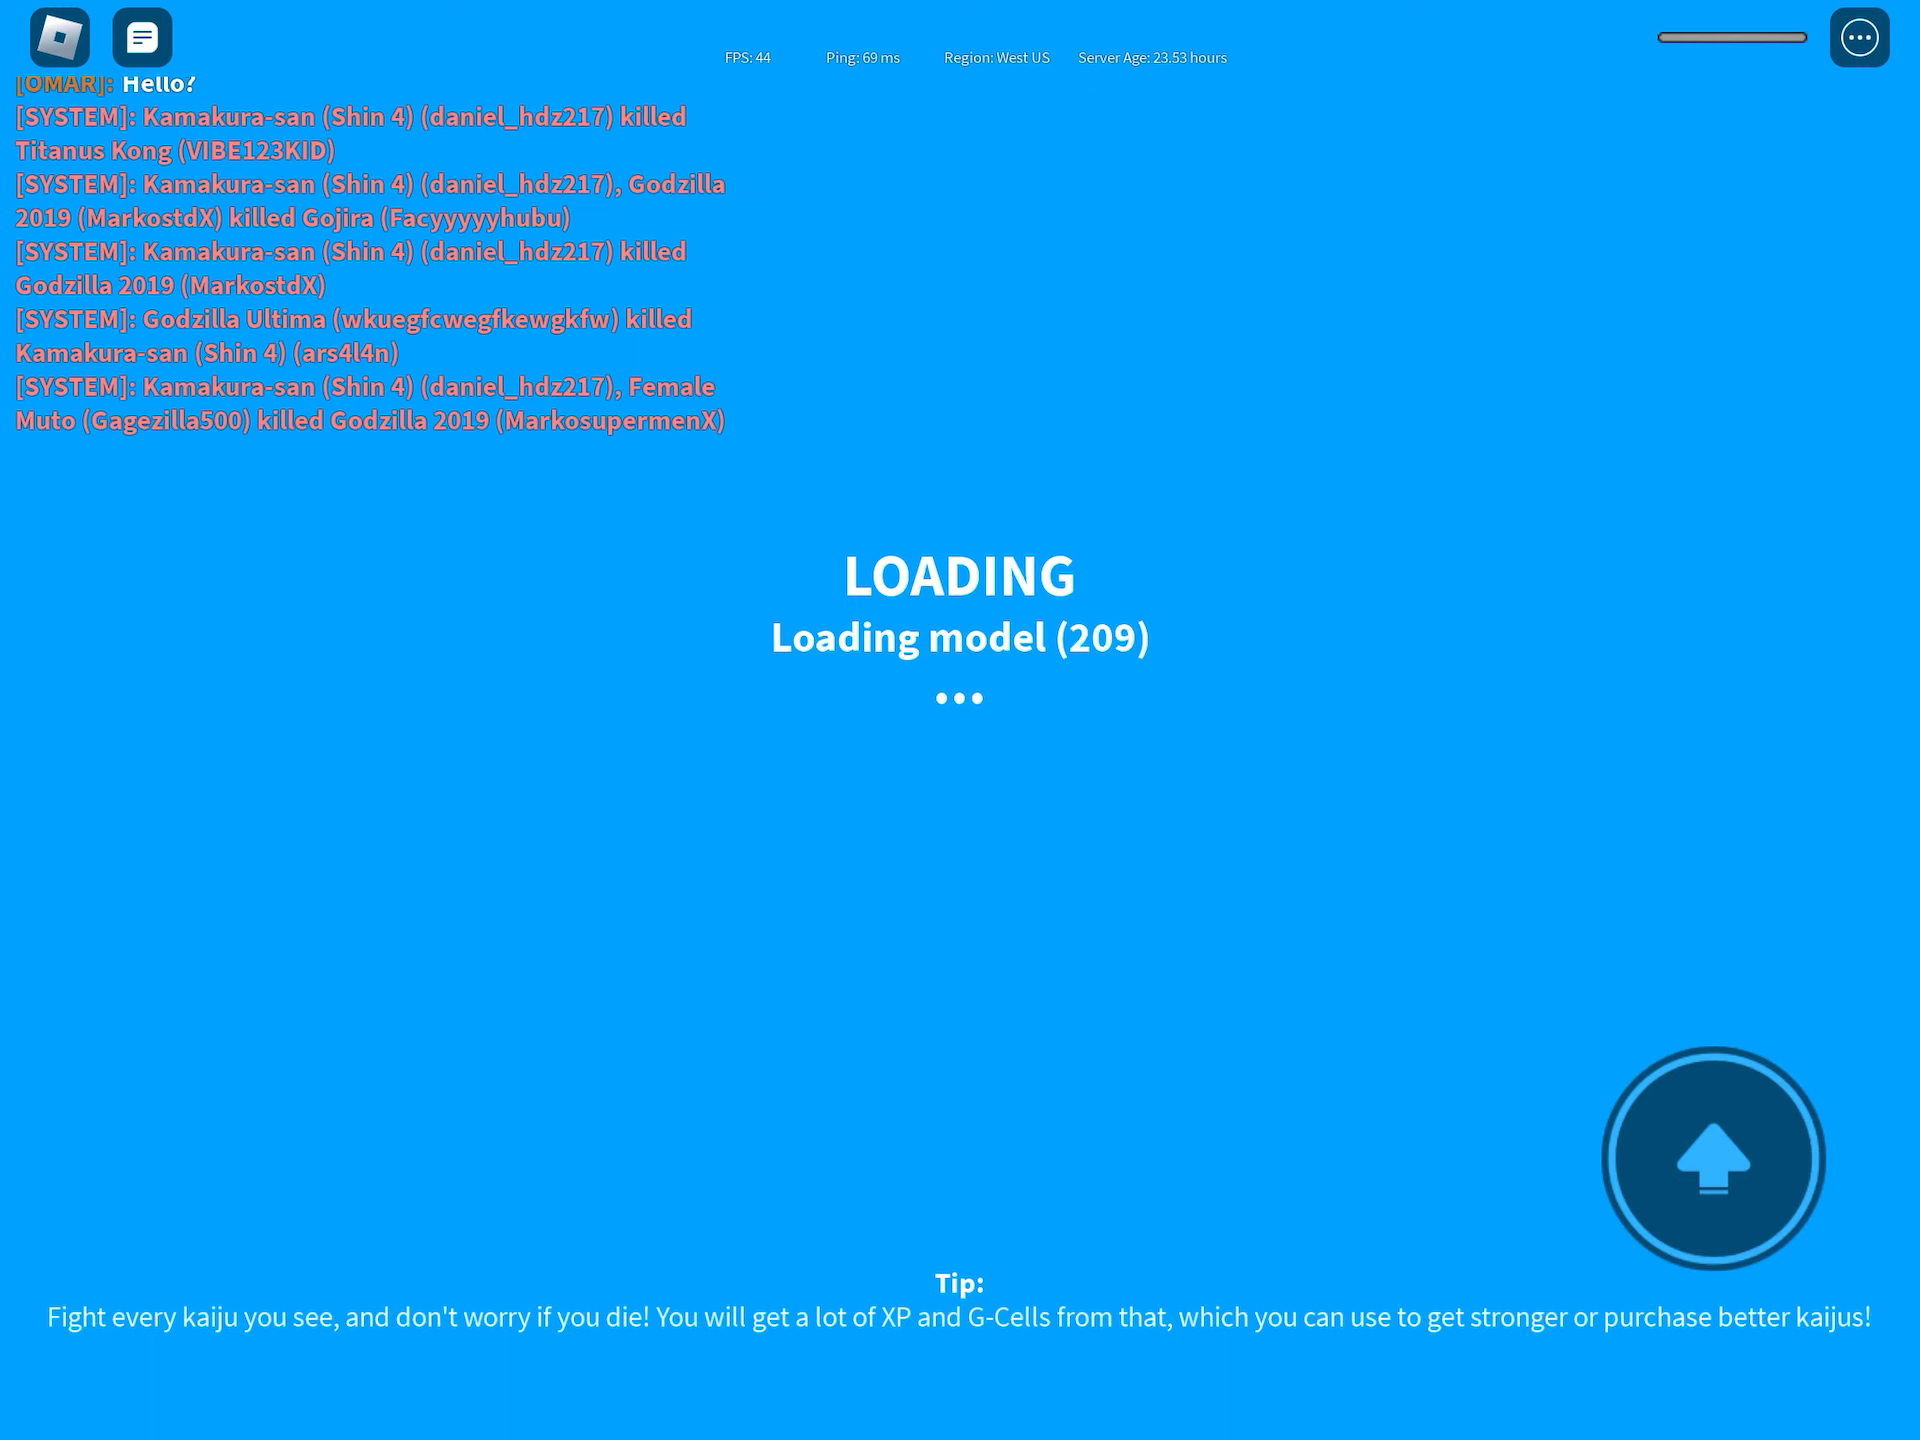 FPS: 44 Ping: 69 ms Region: West US Server Age: 23.53 hours
[OMAR]: Hello?
[SYSTEM]: Kamakura-san (Shin 4) (daniel_hdz217) killed
Titanus Kong (VIBE123KID)
[SYSTEM]: Kamakura-san (Shin 4) (daniel_hdz217), Godzilla
2019 (MarkostdX) killed Gojira (Facyyyyyhubu)
[SYSTEM]: Kamakura-san (Shin 4) (daniel_hdz217) killed
Godzilla 2019 (MarkostdX)
[SYSTEM]: Godzilla Ultima (wkuegfcwegfkewgkfw) killed
Kamakura-san (Shin 4) (ars4l4n)
[SYSTEM]: Kamakura-san (Shin 4) (daniel_hdz217), Female
Muto (Gagezilla500) killed Godzilla 2019 (MarkosupermenX)
LOADING
Loading model (209)
...
Tip:
Fight every kaiju you see, and don't worry if you die! You will get a lot of XP and G-Cells from that, which you can use to get stronger or purchase better kaijus!